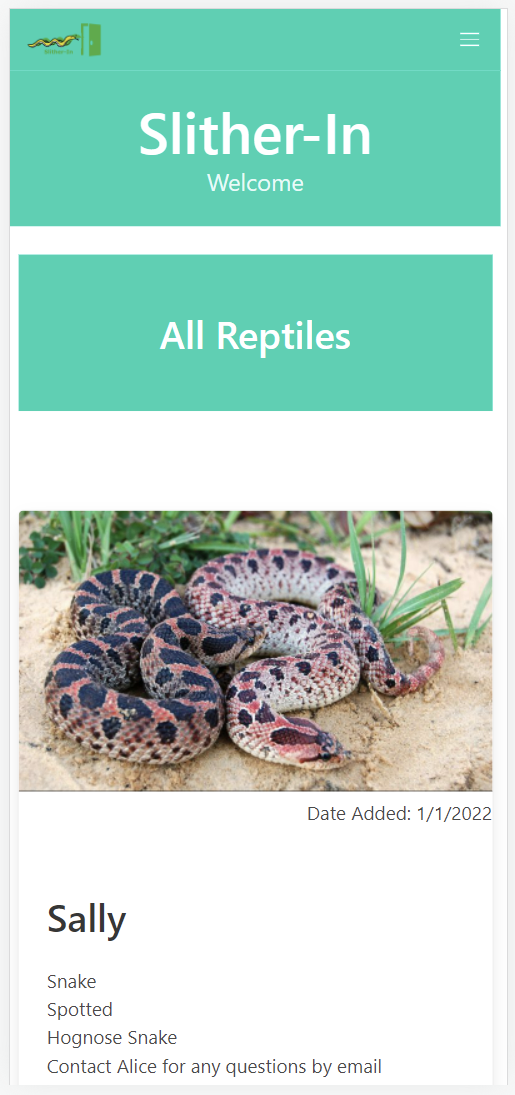 Slither-In
Slither-In
Welcome
All Reptiles
Date Added: 1/1/2022
Sally
Snake
Spotted
Hognose Snake
Contact Alice for any questions by email